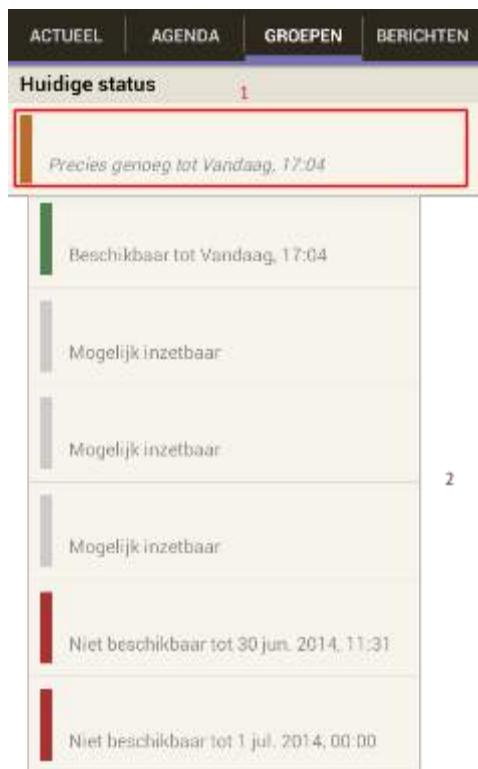 ACTUEEL AGENDA GROEPEN BERICHTEN
Huidige status
1
Precies genoeg tot Vandaag, 17:04
Beschikbaar tot Vandaag, 17:04
Mogelijk inzetbaar
Mogelijk inzetbaar
2
Mogelijk inzetbaar
Niet beschikbaar tot 30 jun. 2014, 11:31
Niet beschikbaar tot 1 jul. 2014, 00:00